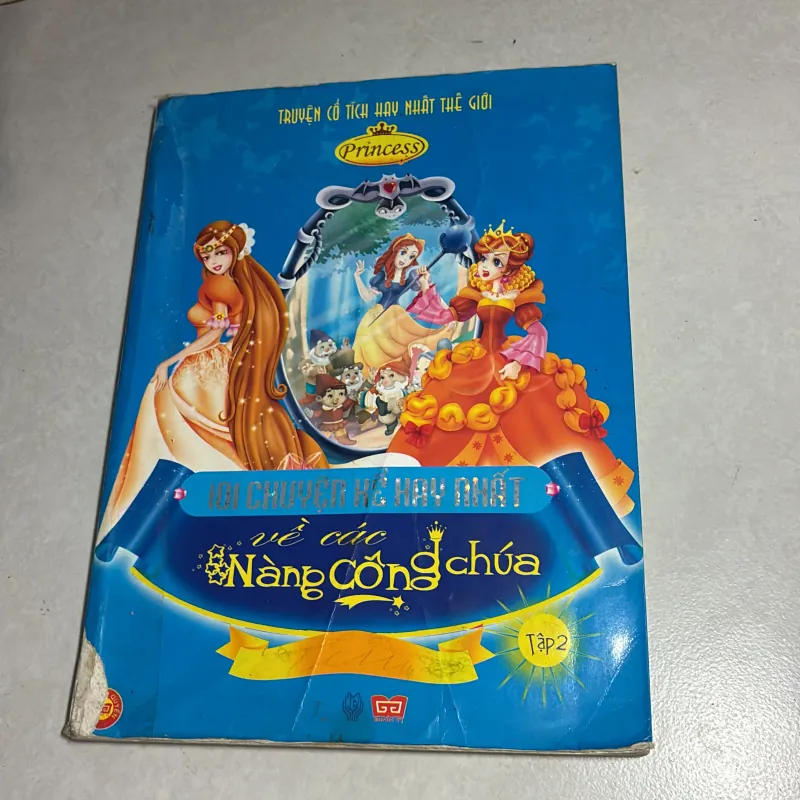 TRUYỆN CỔ TÍCH HAY NHẤT THẾ GIỚI
Princess
101 CHUYỆN KỂ HAY NHẤT
về các
Nàng Công chúa
Tập 2